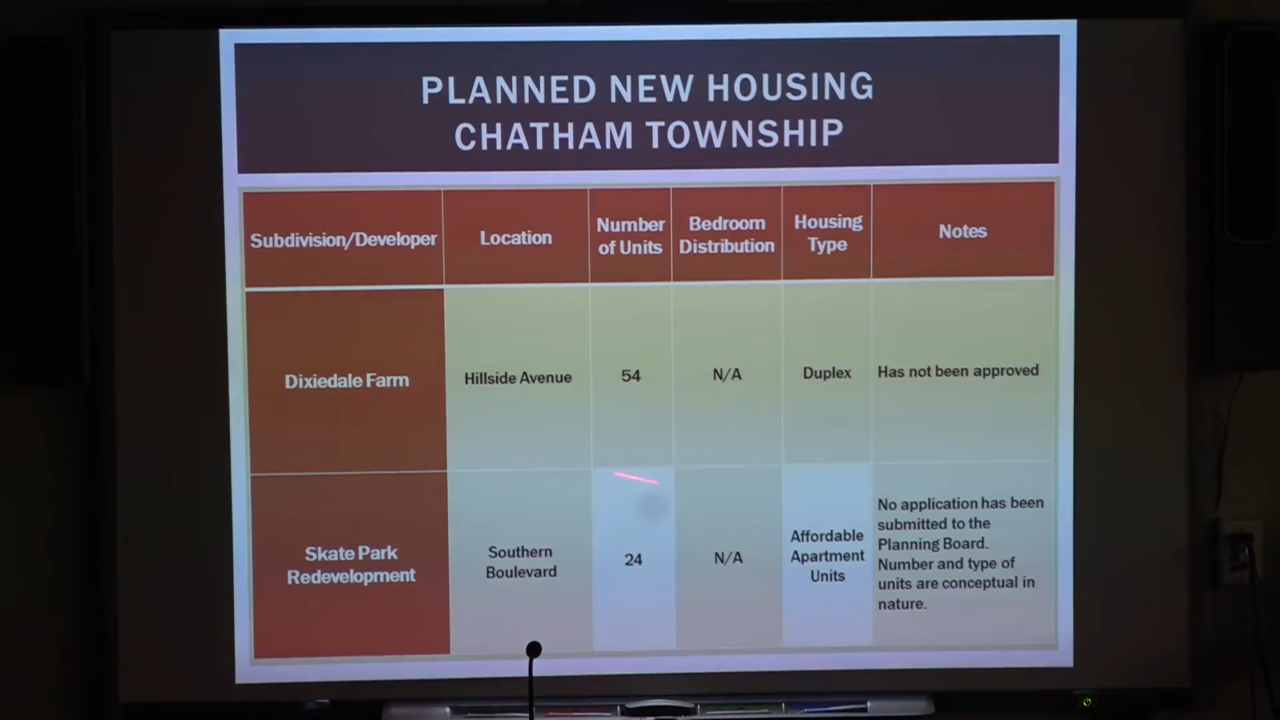 PLANNED NEW HOUSING
CHATHAM TOWNSHIP
Subdivision/Developer
Location
Number
of Units
Bedroom
Distribution
Housing
Type
Notes
Dixiedale Farm
Hillside Avenue
54
N/A
Duplex
Has not been approved
Skate Park
Redevelopment
Southern
Boulevard
24
N/A
Affordable
Apartment
Units
No application has been
submitted to the
Planning Board.
Number and type of
units are conceptual in
nature.